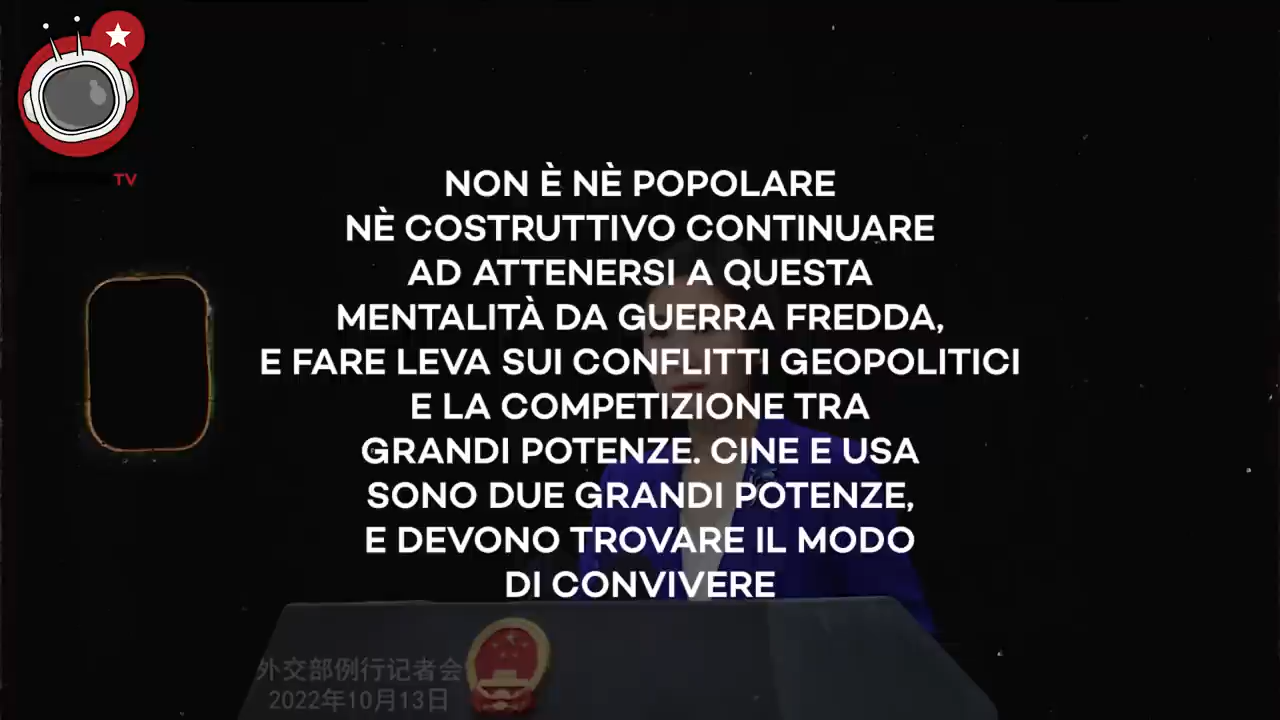 TV
NON È NÈ POPOLARE
NÈ COSTRUTTIVO CONTINUARE
AD ATTENERSI A QUESTA
MENTALITÀ DA GUERRA FREDDA,
E FARE LEVA SUI CONFLITTI GEOPOLITICI
E LA COMPETIZIONE TRA
GRANDI POTENZE. CINE E USA
SONO DUE GRANDI POTENZE,
E DEVONO TROVARE IL MODO
DI CONVIVERE
外交部例行记者会
2022年10月13日